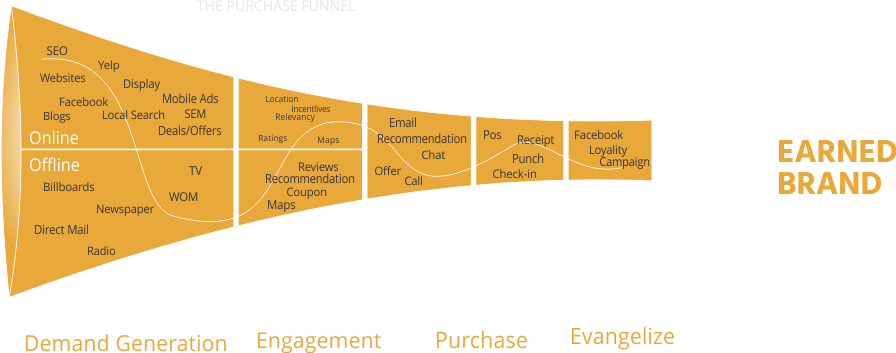 THE PURCHASE FUNNEL
SEO
Yelp
Websites
Display
Facebook
Mobile Ads
Blogs
Local Search
SEM
Deals/Offers
Online
Offline
TV
Billboards
WOM
Newspaper
Direct Mail
Radio
Location
Incentives
Relevancy
Ratings
Maps
Reviews
Recommendation
Coupon
Maps
Email
Recommendation
Chat
Offer
Call
Pos
Receipt
Punch
Check-in
Facebook
Loyality
Campaign
EARNED
BRAND
Demand Generation
Engagement
Purchase
Evangelize